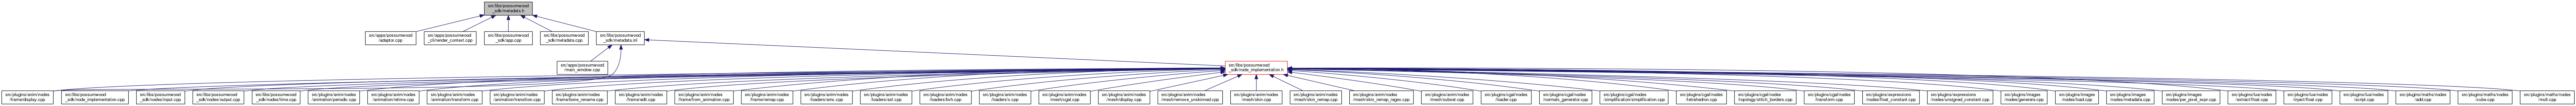 src/libs/possumwood
_sdk/metadata.h
src/apps/possumwood
/adaptor.cpp
src/apps/possumwood
_cli/render_context.cpp
src/libs/possumwood
_sdk/app.cpp
src/libs/possumwood
_sdk/metadata.cpp
src/libs/possumwood
_sdk/metadata.inl
src/apps/possumwood
/main_window.cpp
src/libs/possumwood
_sdk/node_implementation.h
src/plugins/anim/nodes
/frame/display.cpp
src/libs/possumwood
_sdk/node_implementation.cpp
src/libs/possumwood
_sdk/nodes/input.cpp
src/libs/possumwood
_sdk/nodes/output.cpp
src/libs/possumwood
_sdk/nodes/time.cpp
src/plugins/anim/nodes
/animation/periodic.cpp
src/plugins/anim/nodes
/animation/retime.cpp
src/plugins/anim/nodes
/animation/transform.cpp
src/plugins/anim/nodes
/animation/transition.cpp
src/plugins/anim/nodes
/frame/bone_rename.cpp
src/plugins/anim/nodes
/frame/edit.cpp
src/plugins/anim/nodes
/frame/from_animation.cpp
src/plugins/anim/nodes
/frame/remap.cpp
src/plugins/anim/nodes
/loaders/amc.cpp
src/plugins/anim/nodes
/loaders/asf.cpp
src/plugins/anim/nodes
/loaders/bvh.cpp
src/plugins/anim/nodes
/loaders/x.cpp
src/plugins/anim/nodes
/mesh/cgal.cpp
src/plugins/anim/nodes
/mesh/display.cpp
src/plugins/anim/nodes
/mesh/remove_unskinned.cpp
src/plugins/anim/nodes
/mesh/skin.cpp
src/plugins/anim/nodes
/mesh/skin_remap.cpp
src/plugins/anim/nodes
/mesh/skin_remap_regex.cpp
src/plugins/anim/nodes
/mesh/subset.cpp
src/plugins/cgal/nodes
/loader.cpp
src/plugins/cgal/nodes
/normals_generator.cpp
src/plugins/cgal/nodes
/simplification/simplification.cpp
src/plugins/cgal/nodes
/tetrahedron.cpp
src/plugins/cgal/nodes
/topology/stitch_borders.cpp
src/plugins/cgal/nodes
/transform.cpp
src/plugins/expressions
/nodes/float_constant.cpp
src/plugins/expressions
/nodes/unsigned_constant.cpp
src/plugins/images
/nodes/generate.cpp
src/plugins/images
/nodes/load.cpp
src/plugins/images
/nodes/metadata.cpp
src/plugins/images
/nodes/per_pixel_expr.cpp
src/plugins/lua/nodes
/extract/float.cpp
src/plugins/lua/nodes
/inject/float.cpp
src/plugins/lua/nodes
/script.cpp
src/plugins/maths/nodes
/add.cpp
src/plugins/maths/nodes
/cube.cpp
src/plugins/maths/nodes
/mult.cpp